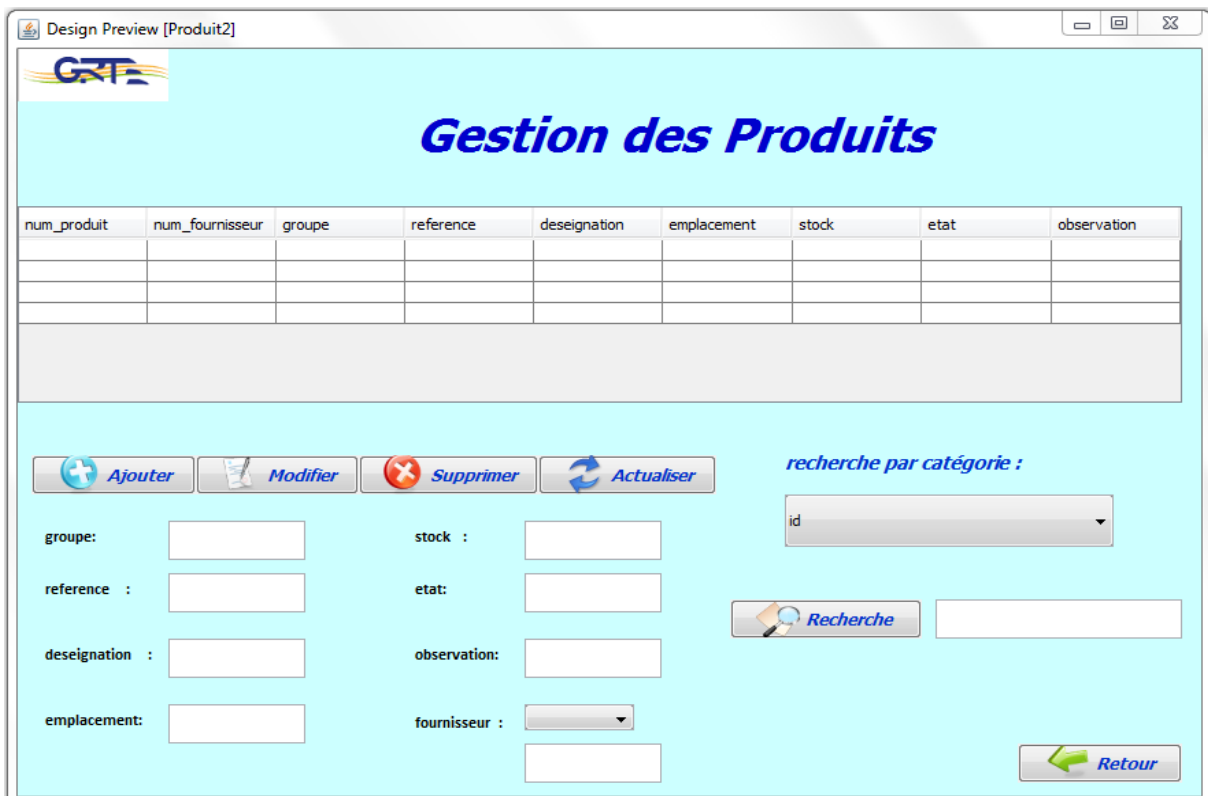 Design Preview [Produit2]
GRTE
Gestion des Produits
num_produit num_fournisseur groupe reference deseignation emplacement stock etat observation
Ajouter Modifier Supprimer Actualiser
recherche par catégorie :
id
groupe: stock :
reference : etat:
Recherche
deseignation : observation:
emplacement: fournisseur :
Retour